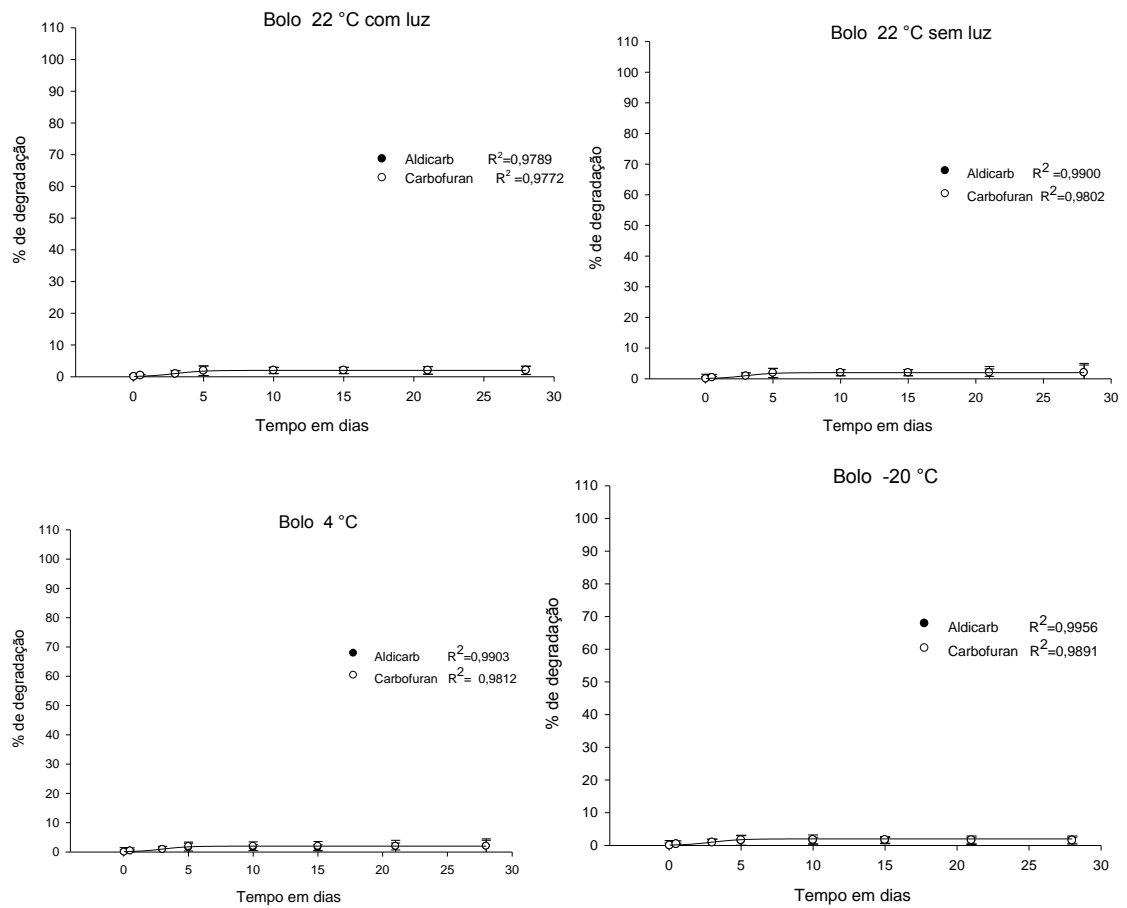 Bolo 22 °C com luz
110
100
90
80
70
60
50
40
30
20
10
0
% de degradação
Aldicarb R²=0,9789
Carbofuran R² =0,9772
0 5 10 15 20 25 30
Tempo em dias
Bolo 22 °C sem luz
110
100
90
80
70
60
50
40
30
20
10
0
% de degradação
Aldicarb R² =0,9900
Carbofuran R²=0,9802
0 5 10 15 20 25 30
Tempo em dias
Bolo 4 °C
110
100
90
80
70
60
50
40
30
20
10
0
% de degradação
Aldicarb R²=0,9903
Carbofuran R²= 0,9812
0 5 10 15 20 25 30
Tempo em dias
Bolo -20 °C
110
100
90
80
70
60
50
40
30
20
10
0
% de degradação
Aldicarb R²=0,9956
Carbofuran R²=0,9891
0 5 10 15 20 25 30
Tempo em dias